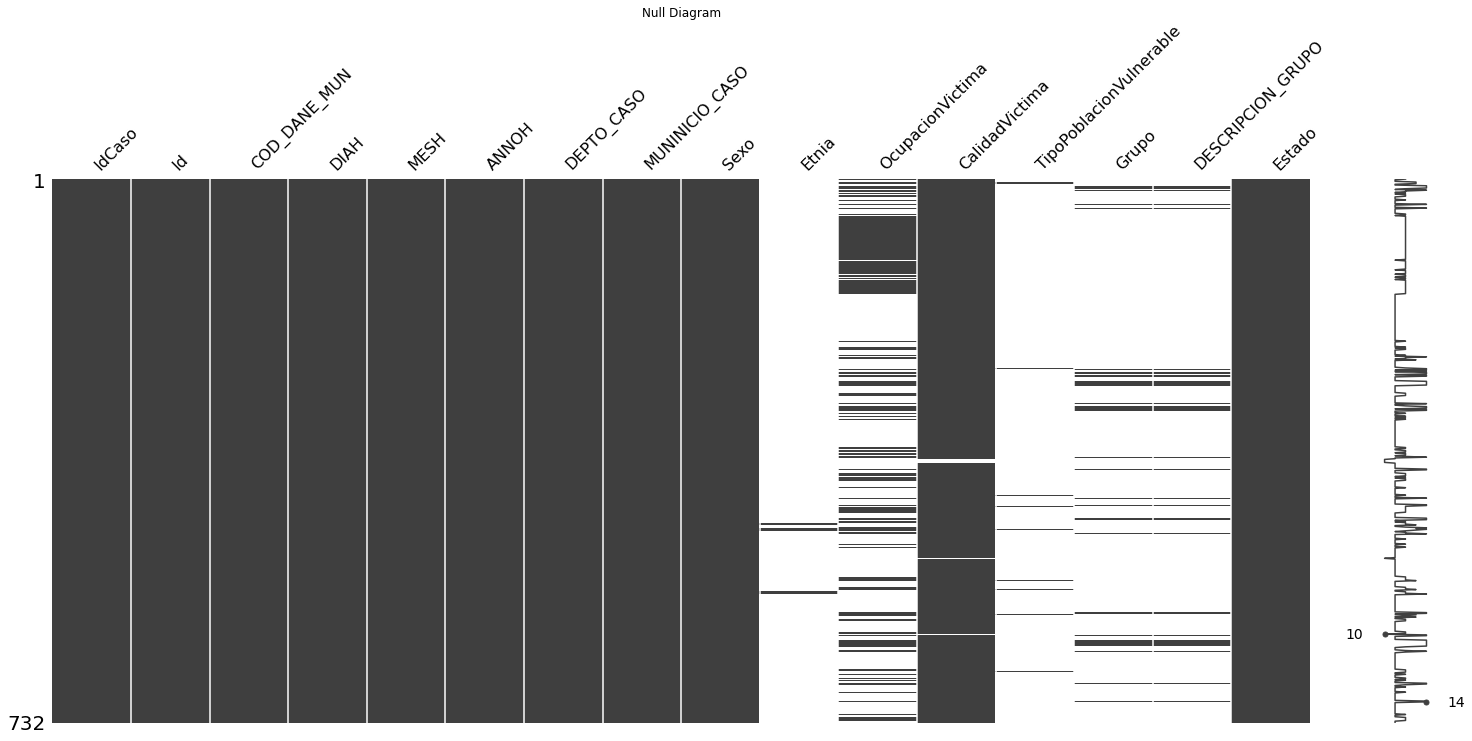 Null Diagram
IdCaso
Id
COD_DANE_MUN
DIAH
MESH
ANNOH
DEPTO_CASO
MUNINICIO_CASO
Sexo
Etnia
OcupacionVictima
CalidadVictima
TipoPoblacionVulnerable
Grupo
DESCRIPCION_GRUPO
Estado
1
10
14
732